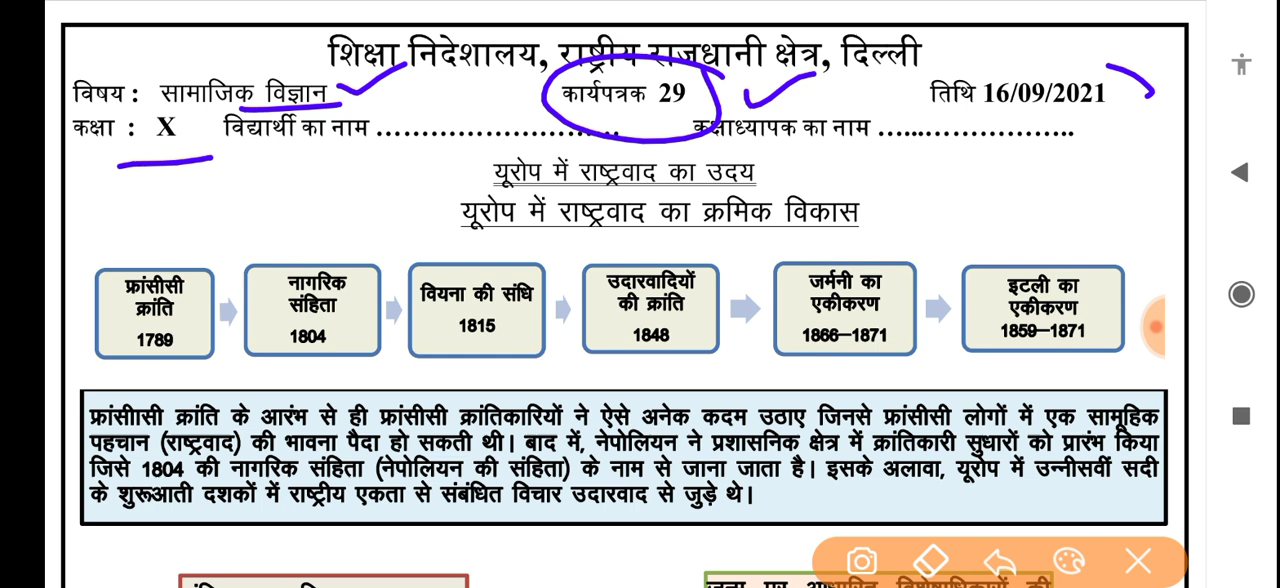 शिक्षा निदेशालय, राष्ट्रीय राजधानी क्षेत्र, दिल्ली
विषय : सामाजिक विज्ञान कार्यपत्रक 29 तिथि 16/09/2021
कक्षा : X विद्यार्थी का नाम ............................ कक्षाध्यापक का नाम ......................
यूरोप में राष्ट्रवाद का उदय
यूरोप में राष्ट्रवाद का क्रमिक विकास
फ्रांसीसी
क्रांति
1789
नागरिक
संहिता
1804
वियना की संधि
1815
उदारवादियों
की क्रांति
1848
जर्मनी का
एकीकरण
1866–1871
इटली का
एकीकरण
1859–1871
फ्रांसीासी क्रांति के आरंभ से ही फ्रांसीसी क्रांतिकारियों ने ऐसे अनेक कदम उठाए जिनसे फ्रांसीसी लोगों में एक सामूहिक
पहचान (राष्ट्रवाद) की भावना पैदा हो सकती थी। बाद में, नेपोलियन ने प्रशासनिक क्षेत्र में क्रांतिकारी सुधारों को प्रारंभ किया
जिसे 1804 की नागरिक संहिता (नेपोलियन की संहिता) के नाम से जाना जाता है। इसके अलावा, यूरोप में उन्नीसवीं सदी
के शुरूआती दशकों में राष्ट्रीय एकता से संबंधित विचार उदारवाद से जुड़े थे।